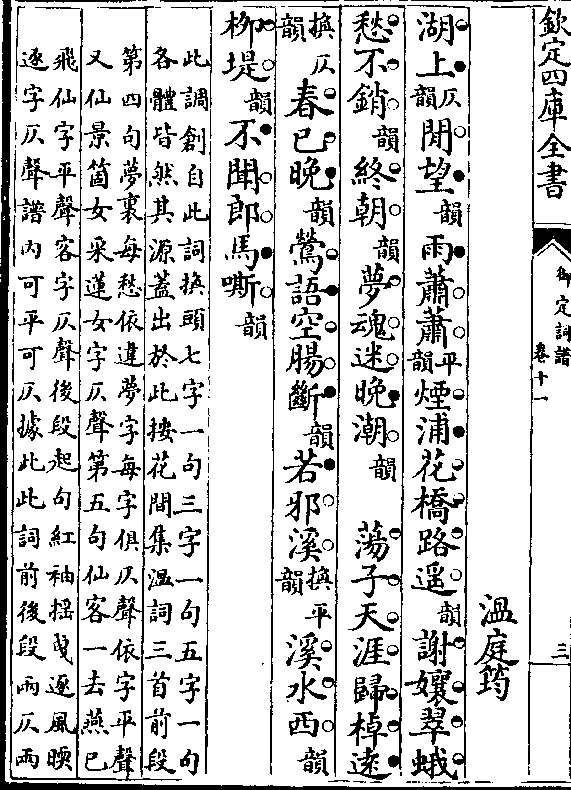 欽定四庫全書
御定詞譜
卷十一
三
溫庭筠
湖上仄韻閒望韻雨蕭蕭平韻煙浦花橋路遙韻謝孃翠蛾
愁不銷韻終朝韻夢魂迷晚潮韻　蕩子天涯歸棹遠
換仄韻春已晚韻鶯語空腸斷韻若邪溪換平韻溪水西韻
柳堤韻不聞郎馬嘶韻
此調創自此詞換頭七字一句三字一句五字一句
各體皆然其源蓋出於此按花間集溫詞三首前段
第四句夢裏每愁依違夢字每字俱仄聲依字平聲
又仙景箇女采蓮女字仄聲第五句仙客一去燕已
飛仙字平聲客字仄聲後段起句紅袖搖曳逐風暎
逐字仄聲譜內可平可仄據此此詞前後段兩仄兩